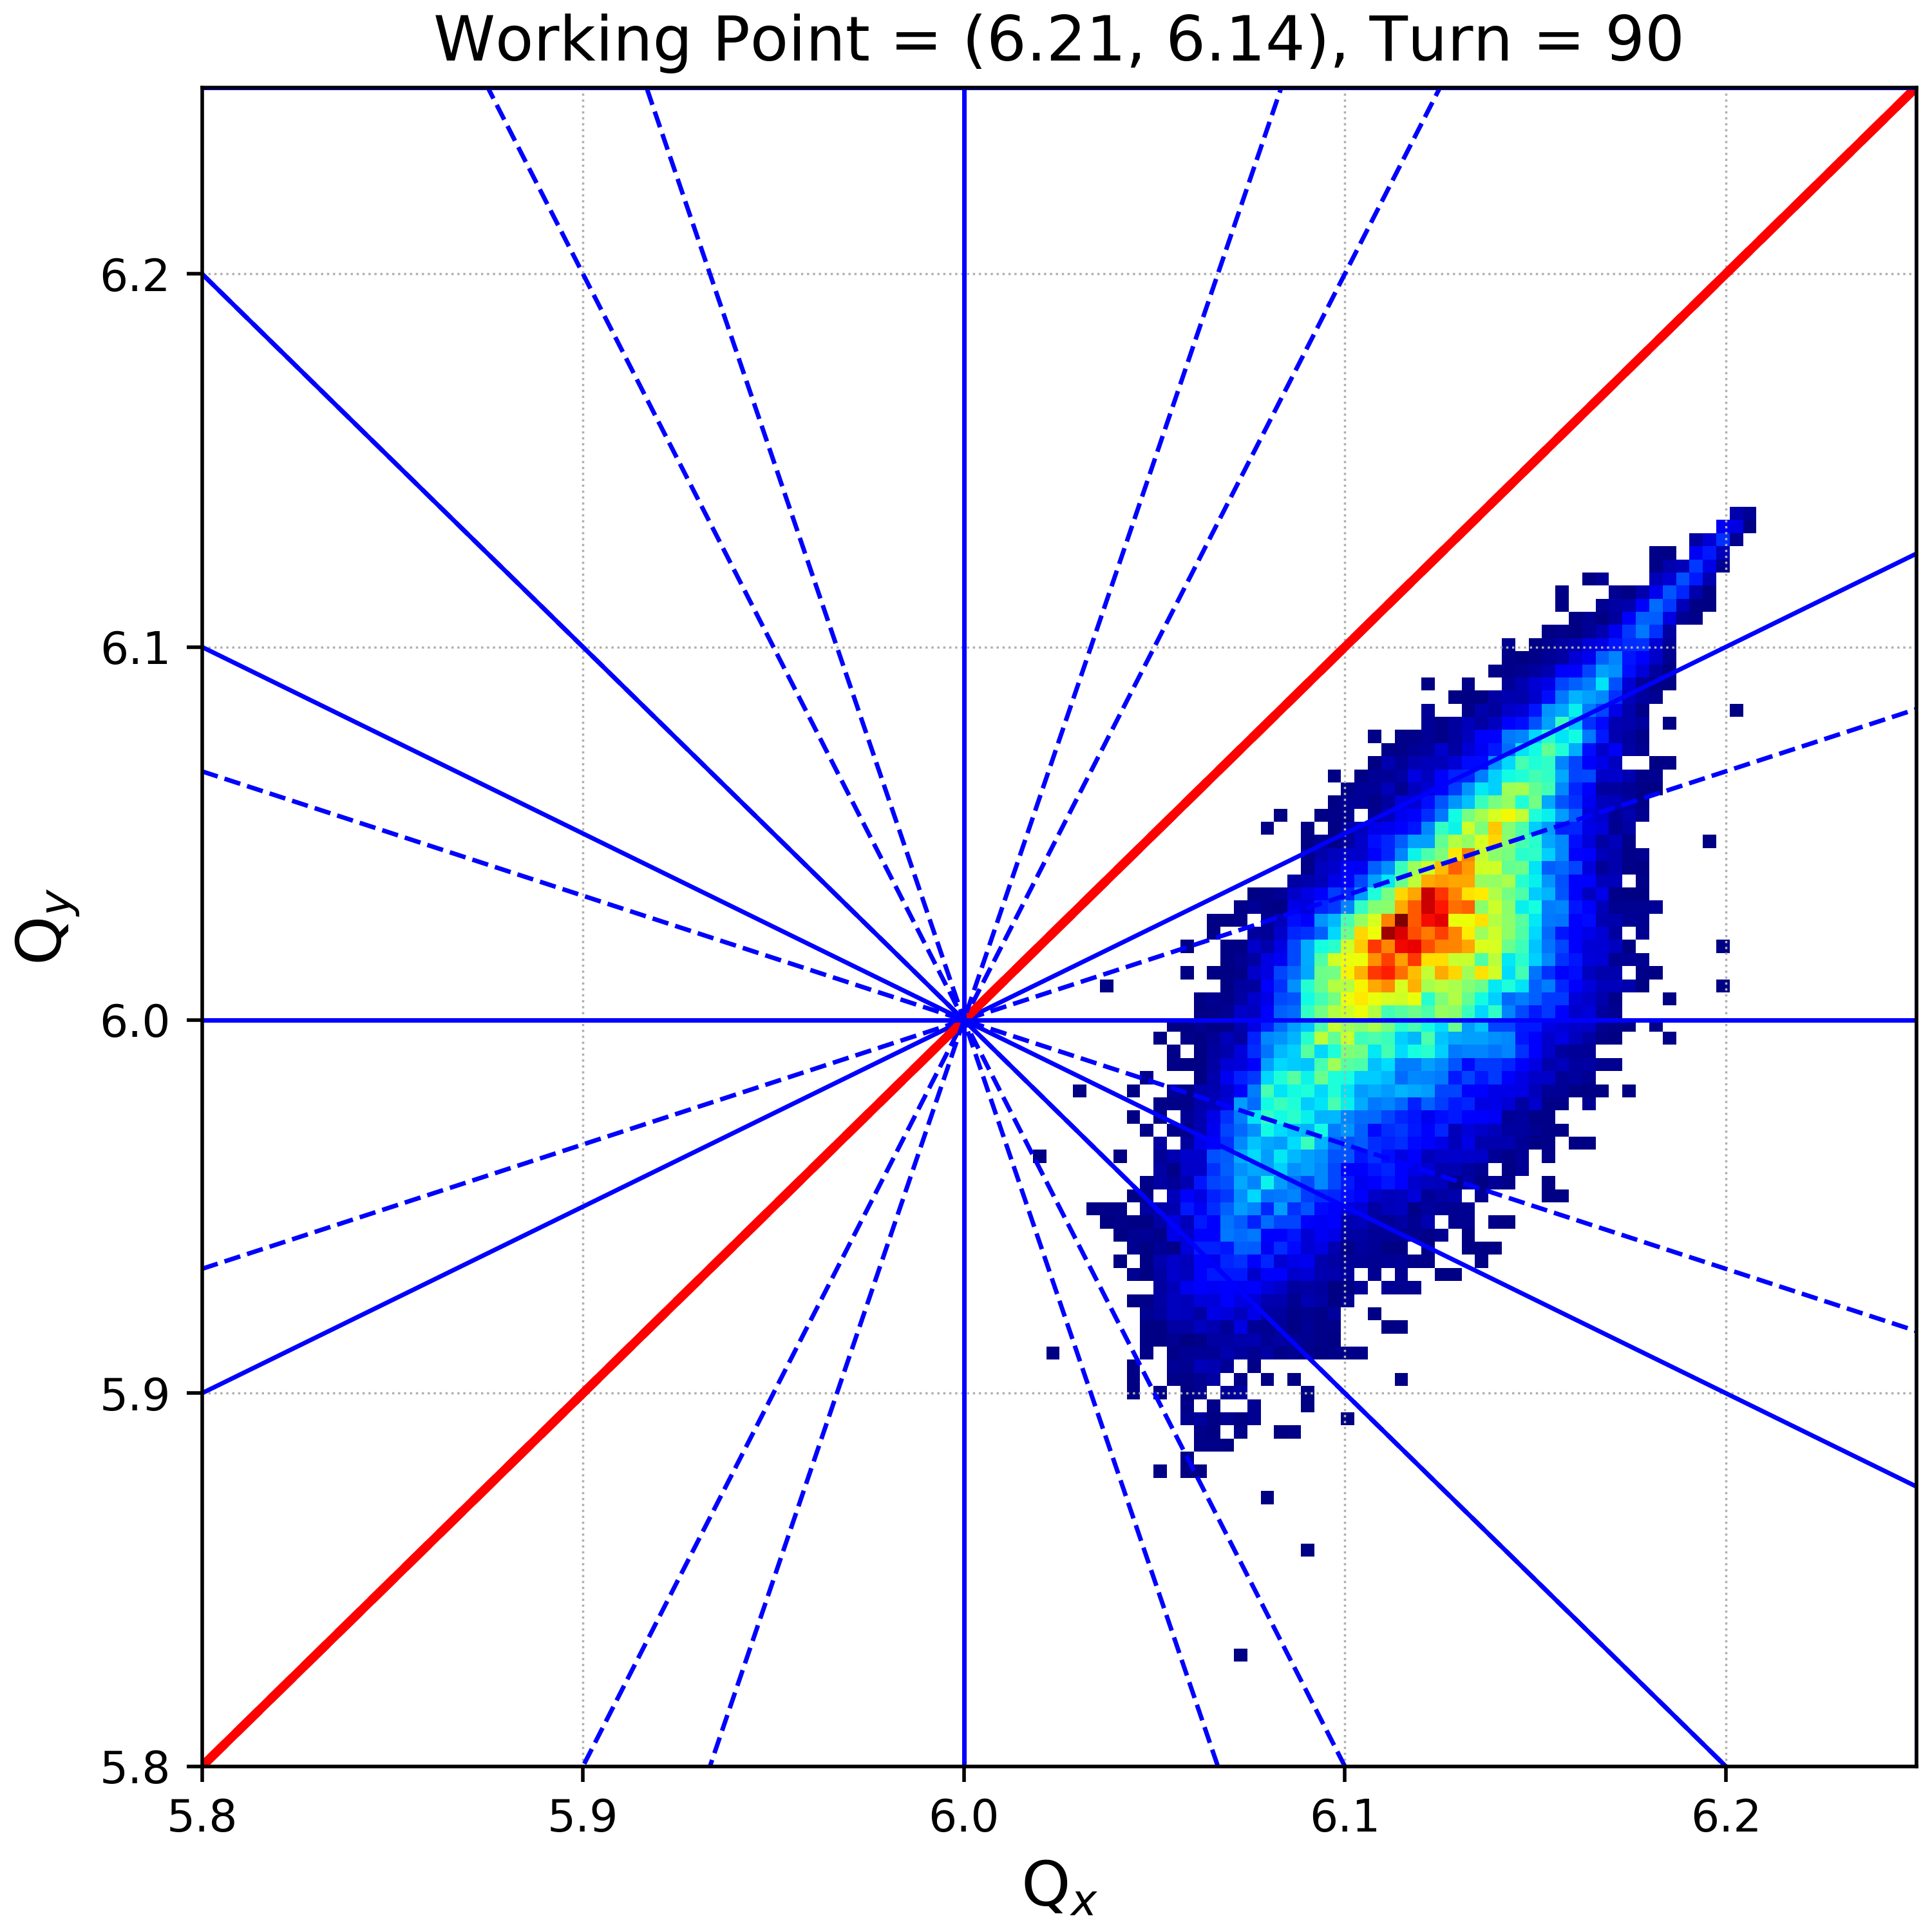 Working Point = (6.21, 6.14), Turn = 90
6.2
6.1
6.0
5.9
5.8
Qy
5.8 5.9 6.0 6.1 6.2
Qx